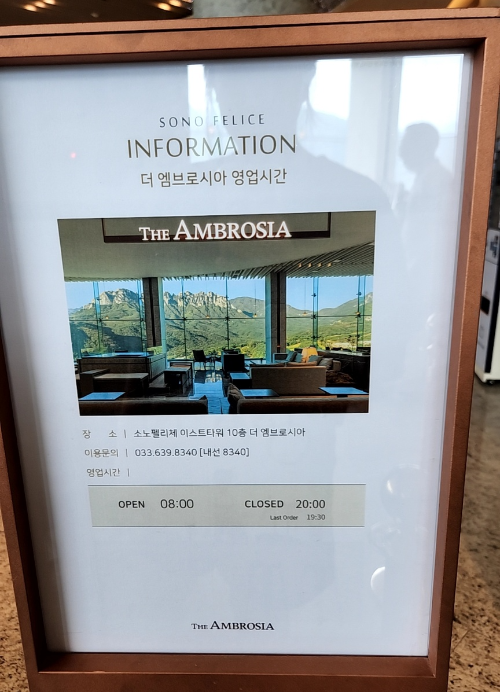 SONO FELICE
INFORMATION
더 엠브로시아 영업시간
THE AMBROSIA
장 소 | 소노펠리체 미스트타워 10층 더 엠브로시아
이용문의 | 033.639.8340 [내선 8340]
영업시간 |
OPEN 08:00 CLOSED 20:00
Last Order 19:30
THE AMBROSIA